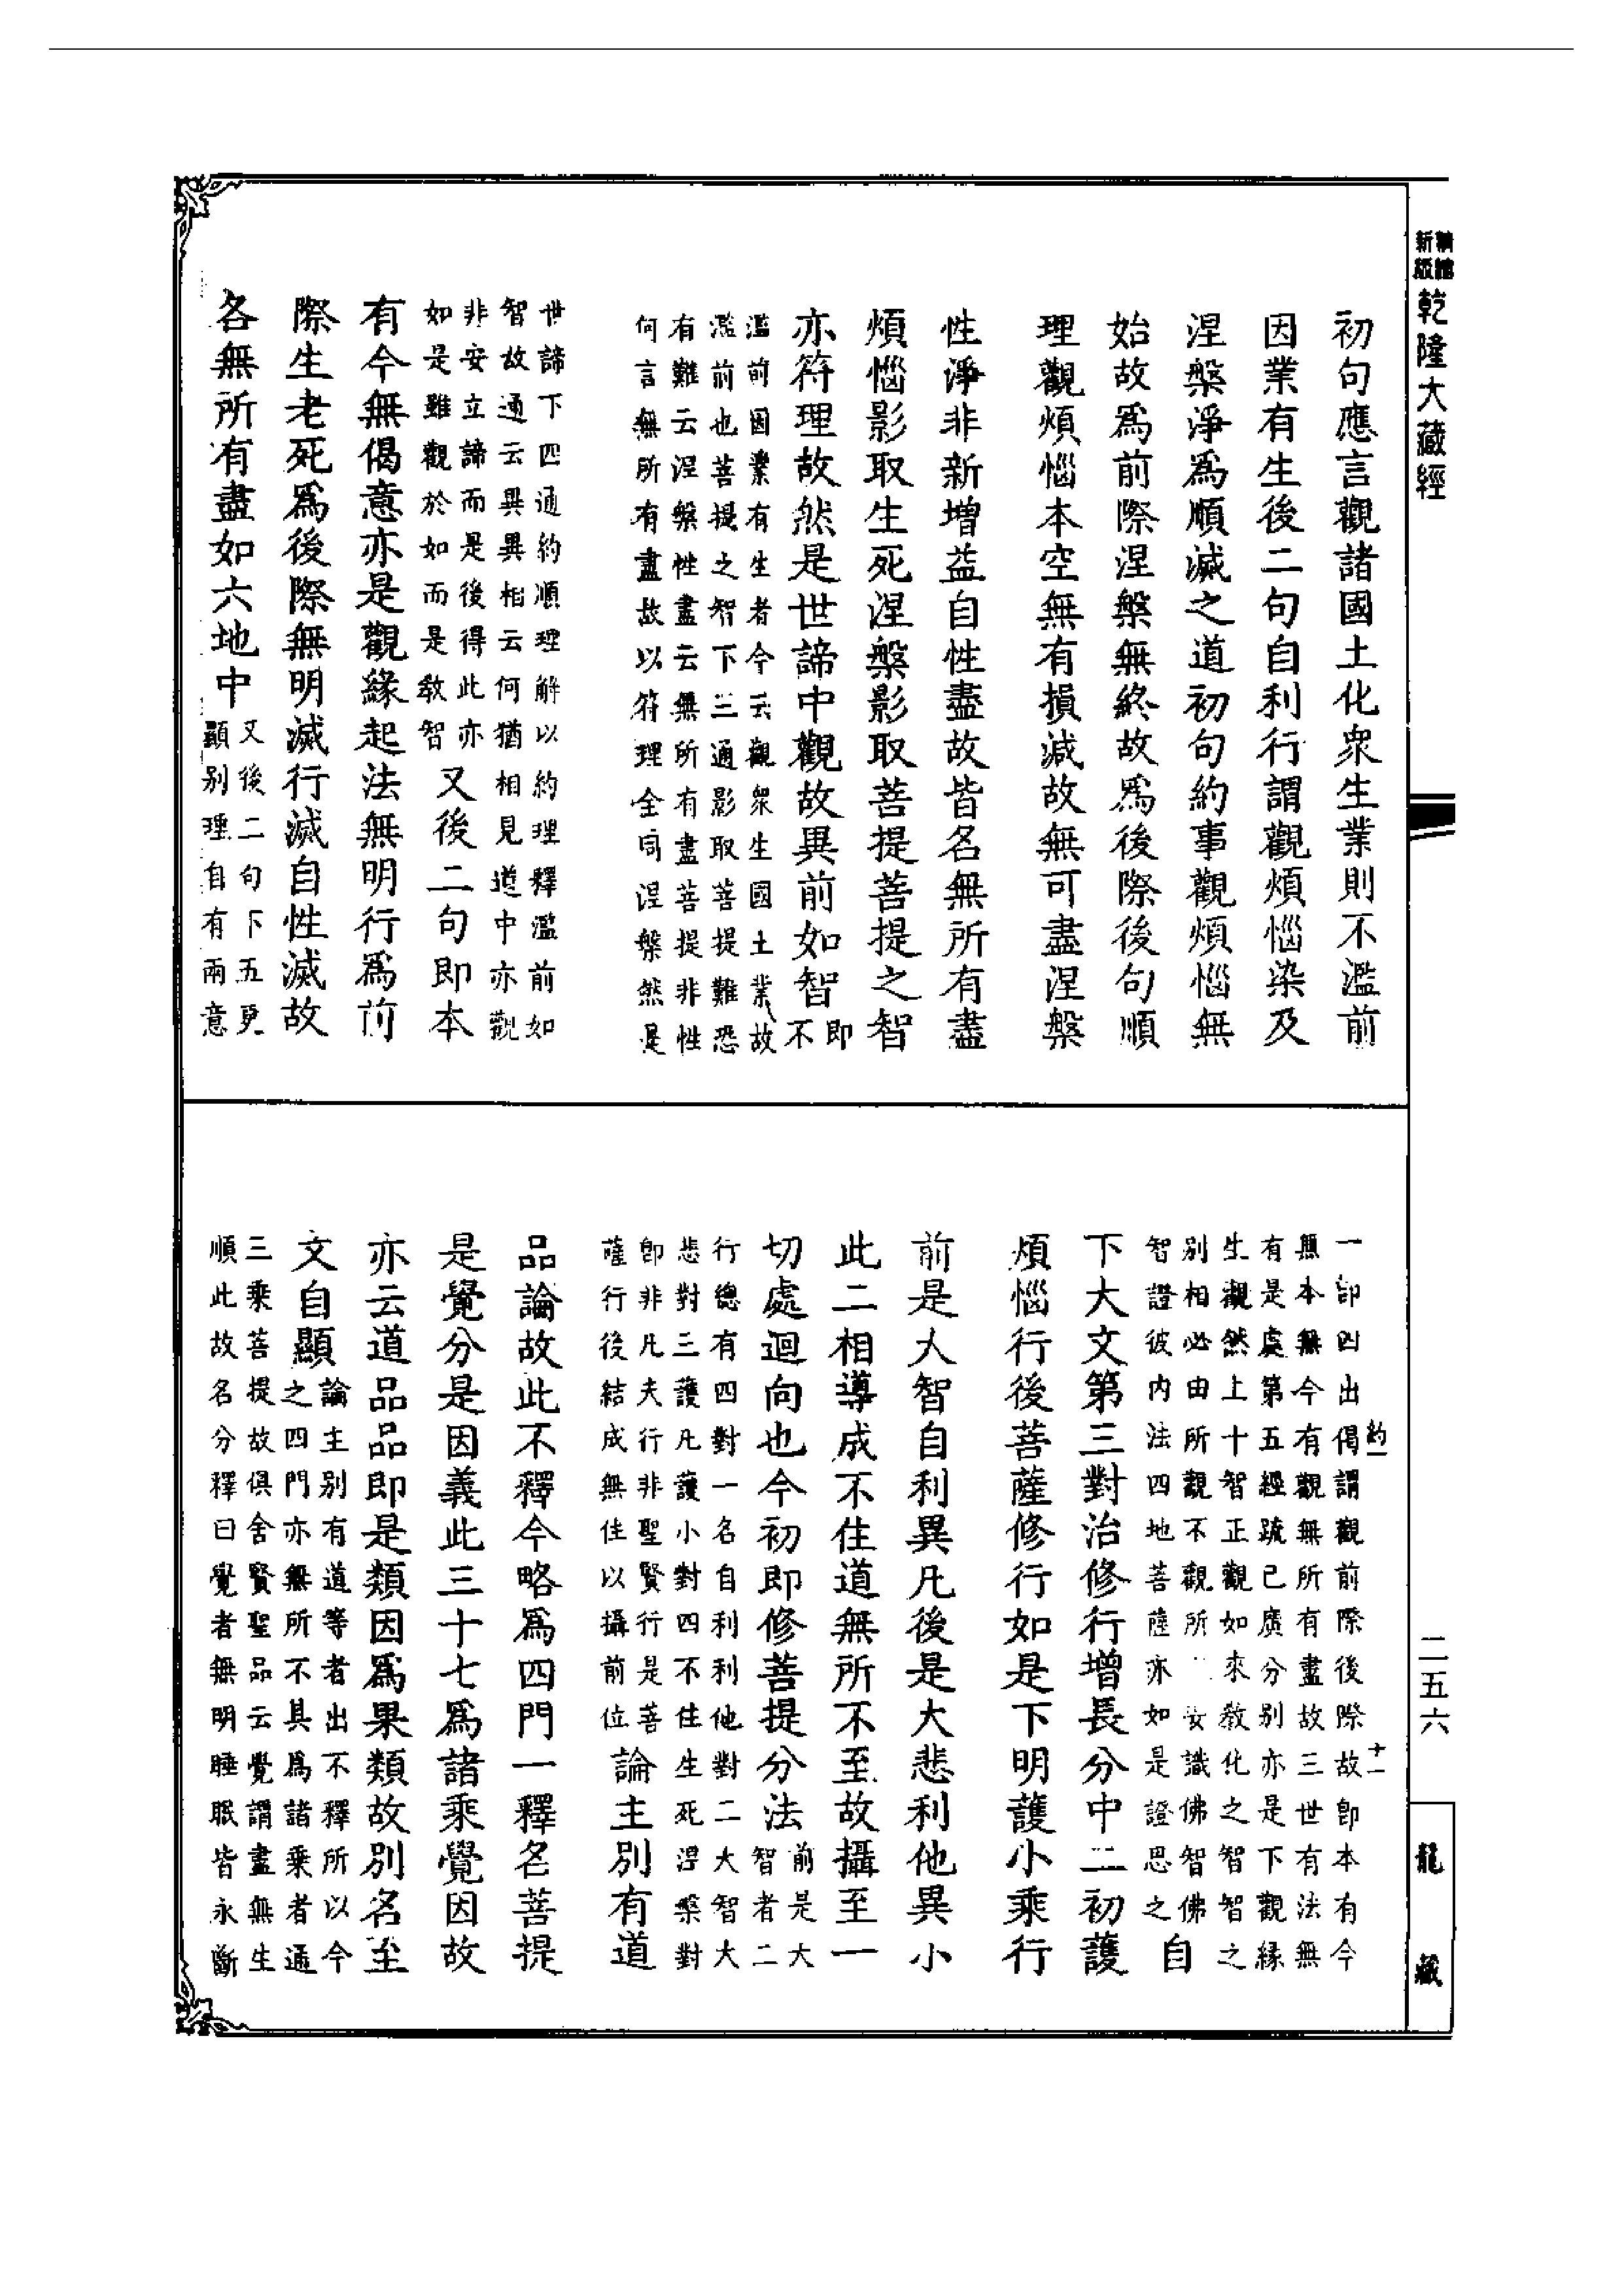 新版
乾隆大藏經
初句應言觀諸國土化衆生業則不濫前
因業有生後二句自利行謂觀煩惱染及
涅槃淨爲順滅之道初句約事觀煩惱無
始故爲前際涅槃無終故爲後際後句順
理觀煩惱本空無有損減故無可盡涅槃
性淨非新增益自性盡故皆名無所有盡
煩惱影取生死涅槃影取菩提菩提之智
亦符理故然是世諦中觀故異前如智
即
不
濫前因業有生者今云觀衆生國土業故
濫前也菩提之智下三通影取菩提難恐
有難云涅槃性盡云無所有盡菩提非性
何言無所有盡故以符理全同涅槃然是
世諦下四通約順理解以約理釋濫前如
智故通云異異相云何猶相見道中亦觀
非安立諦而是後得此亦
如是雖觀於如而是教智
又後二句即本
有今無偈意亦是觀緣起法無明行爲前
際生老死爲後際無明滅行滅自性滅故
各無所有盡如六地中
又後二句下五更
顯別理自有兩意
一卽四出偈謂觀前際後際故卽本有今
約一
十一
無本無今有觀無所有盡故三世有法無
有是處第五經疏已廣分別亦是下觀緣
生觀然上十智正觀如來教化之智智之
別相必由所觀不觀所 安識佛智佛
智證彼內法四地菩薩亦如是證思之
自
下大文第三對治修行增長分中二初護
煩惱行後菩薩修行如是下明護小乘行
前是大智自利異凡後是大悲利他異小
此二相導成不住道無所不至故攝至一
切處迴向也今初即修菩提分法
前是大
智者二
行總有四對一名自利利他對二大智大
悲對三護凡護小對四不住生死涅槃對
卽非凡夫行非聖賢行是菩
薩行後結成無住以攝前位
論主別有道
品論故此不釋今略爲四門一釋名菩提
是覺分是因義此三十七爲諸乘覺因故
亦云道品品即是類因爲果類故別名至
文自顯
論主別有道等者出不釋所以今
之四門亦無所不具爲諸乘者通
三乘菩提故俱舍賢聖品云覺謂盡無生
順此故名分釋曰覺者無明睡眠皆永斷
二五六
龍藏